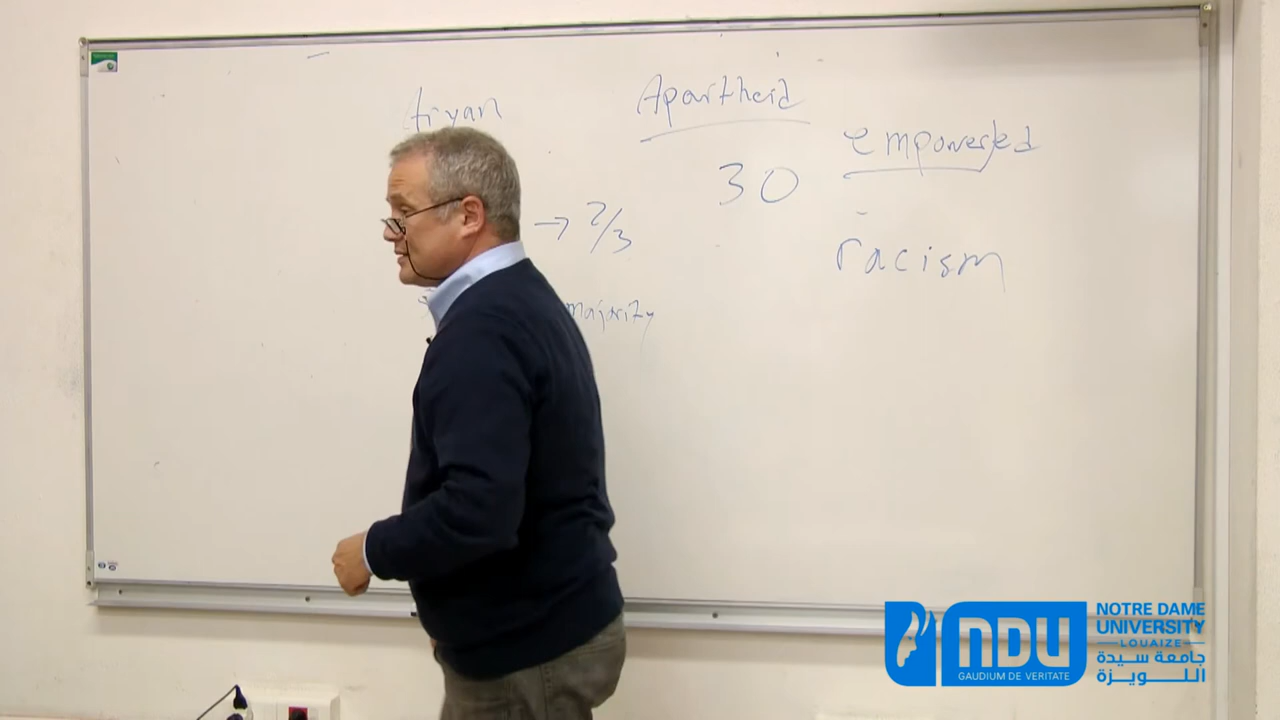 Aryan
Apartheid
empowered
30
→ 2/3
racism
majority
NDU
GAUDIUM DE VERITATE
NOTRE DAME
UNIVERSITY
LOUAIZE
جامعة سيدة
اللويزة